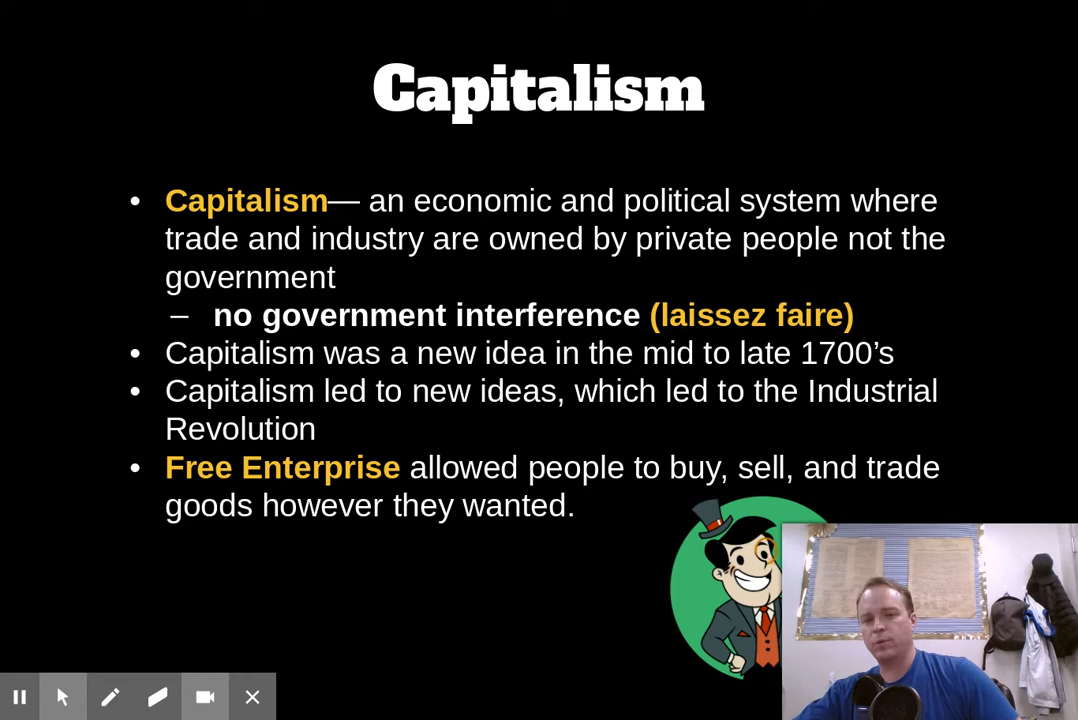 Capitalism
• Capitalism— an economic and political system where
trade and industry are owned by private people not the
government
– no government interference (laissez faire)
• Capitalism was a new idea in the mid to late 1700’s
• Capitalism led to new ideas, which led to the Industrial
Revolution
• Free Enterprise allowed people to buy, sell, and trade
goods however they wanted.